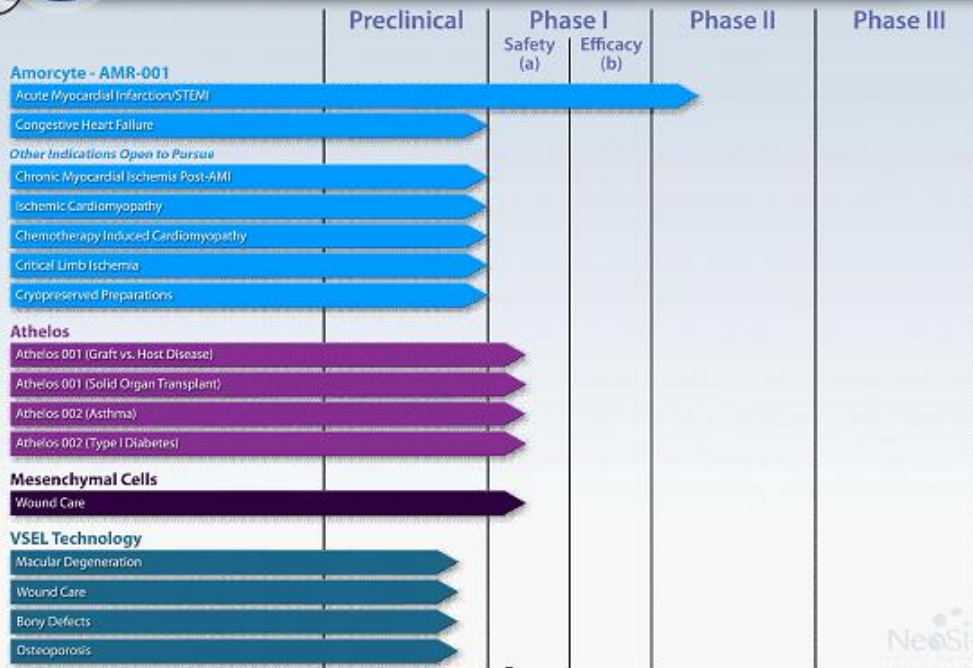 Preclinical
Phase I
Phase II
Phase III
Safety
(a)
Efficacy
(b)
Amorcyte - AMR-001
Acute Myocardial Infarction/STEMI
Congestive Heart Failure
Other Indications Open to Pursue
Chronic Myocardial Ischemia Post-AMI
Ischemic Cardiomyopathy
Chemotherapy Induced Cardiomyopathy
Critical Limb Ischemia
Cryopreserved Preparations
Athelos
Athelos 001 (Graft vs. Host Disease)
Athelos 001 (Solid Organ Transplant)
Athelos 002 (Asthma)
Athelos 002 (Type I Diabetes)
Mesenchymal Cells
Wound Care
VSEL Technology
Macular Degeneration
Wound Care
Bony Defects
Osteoporosis
NeoSt